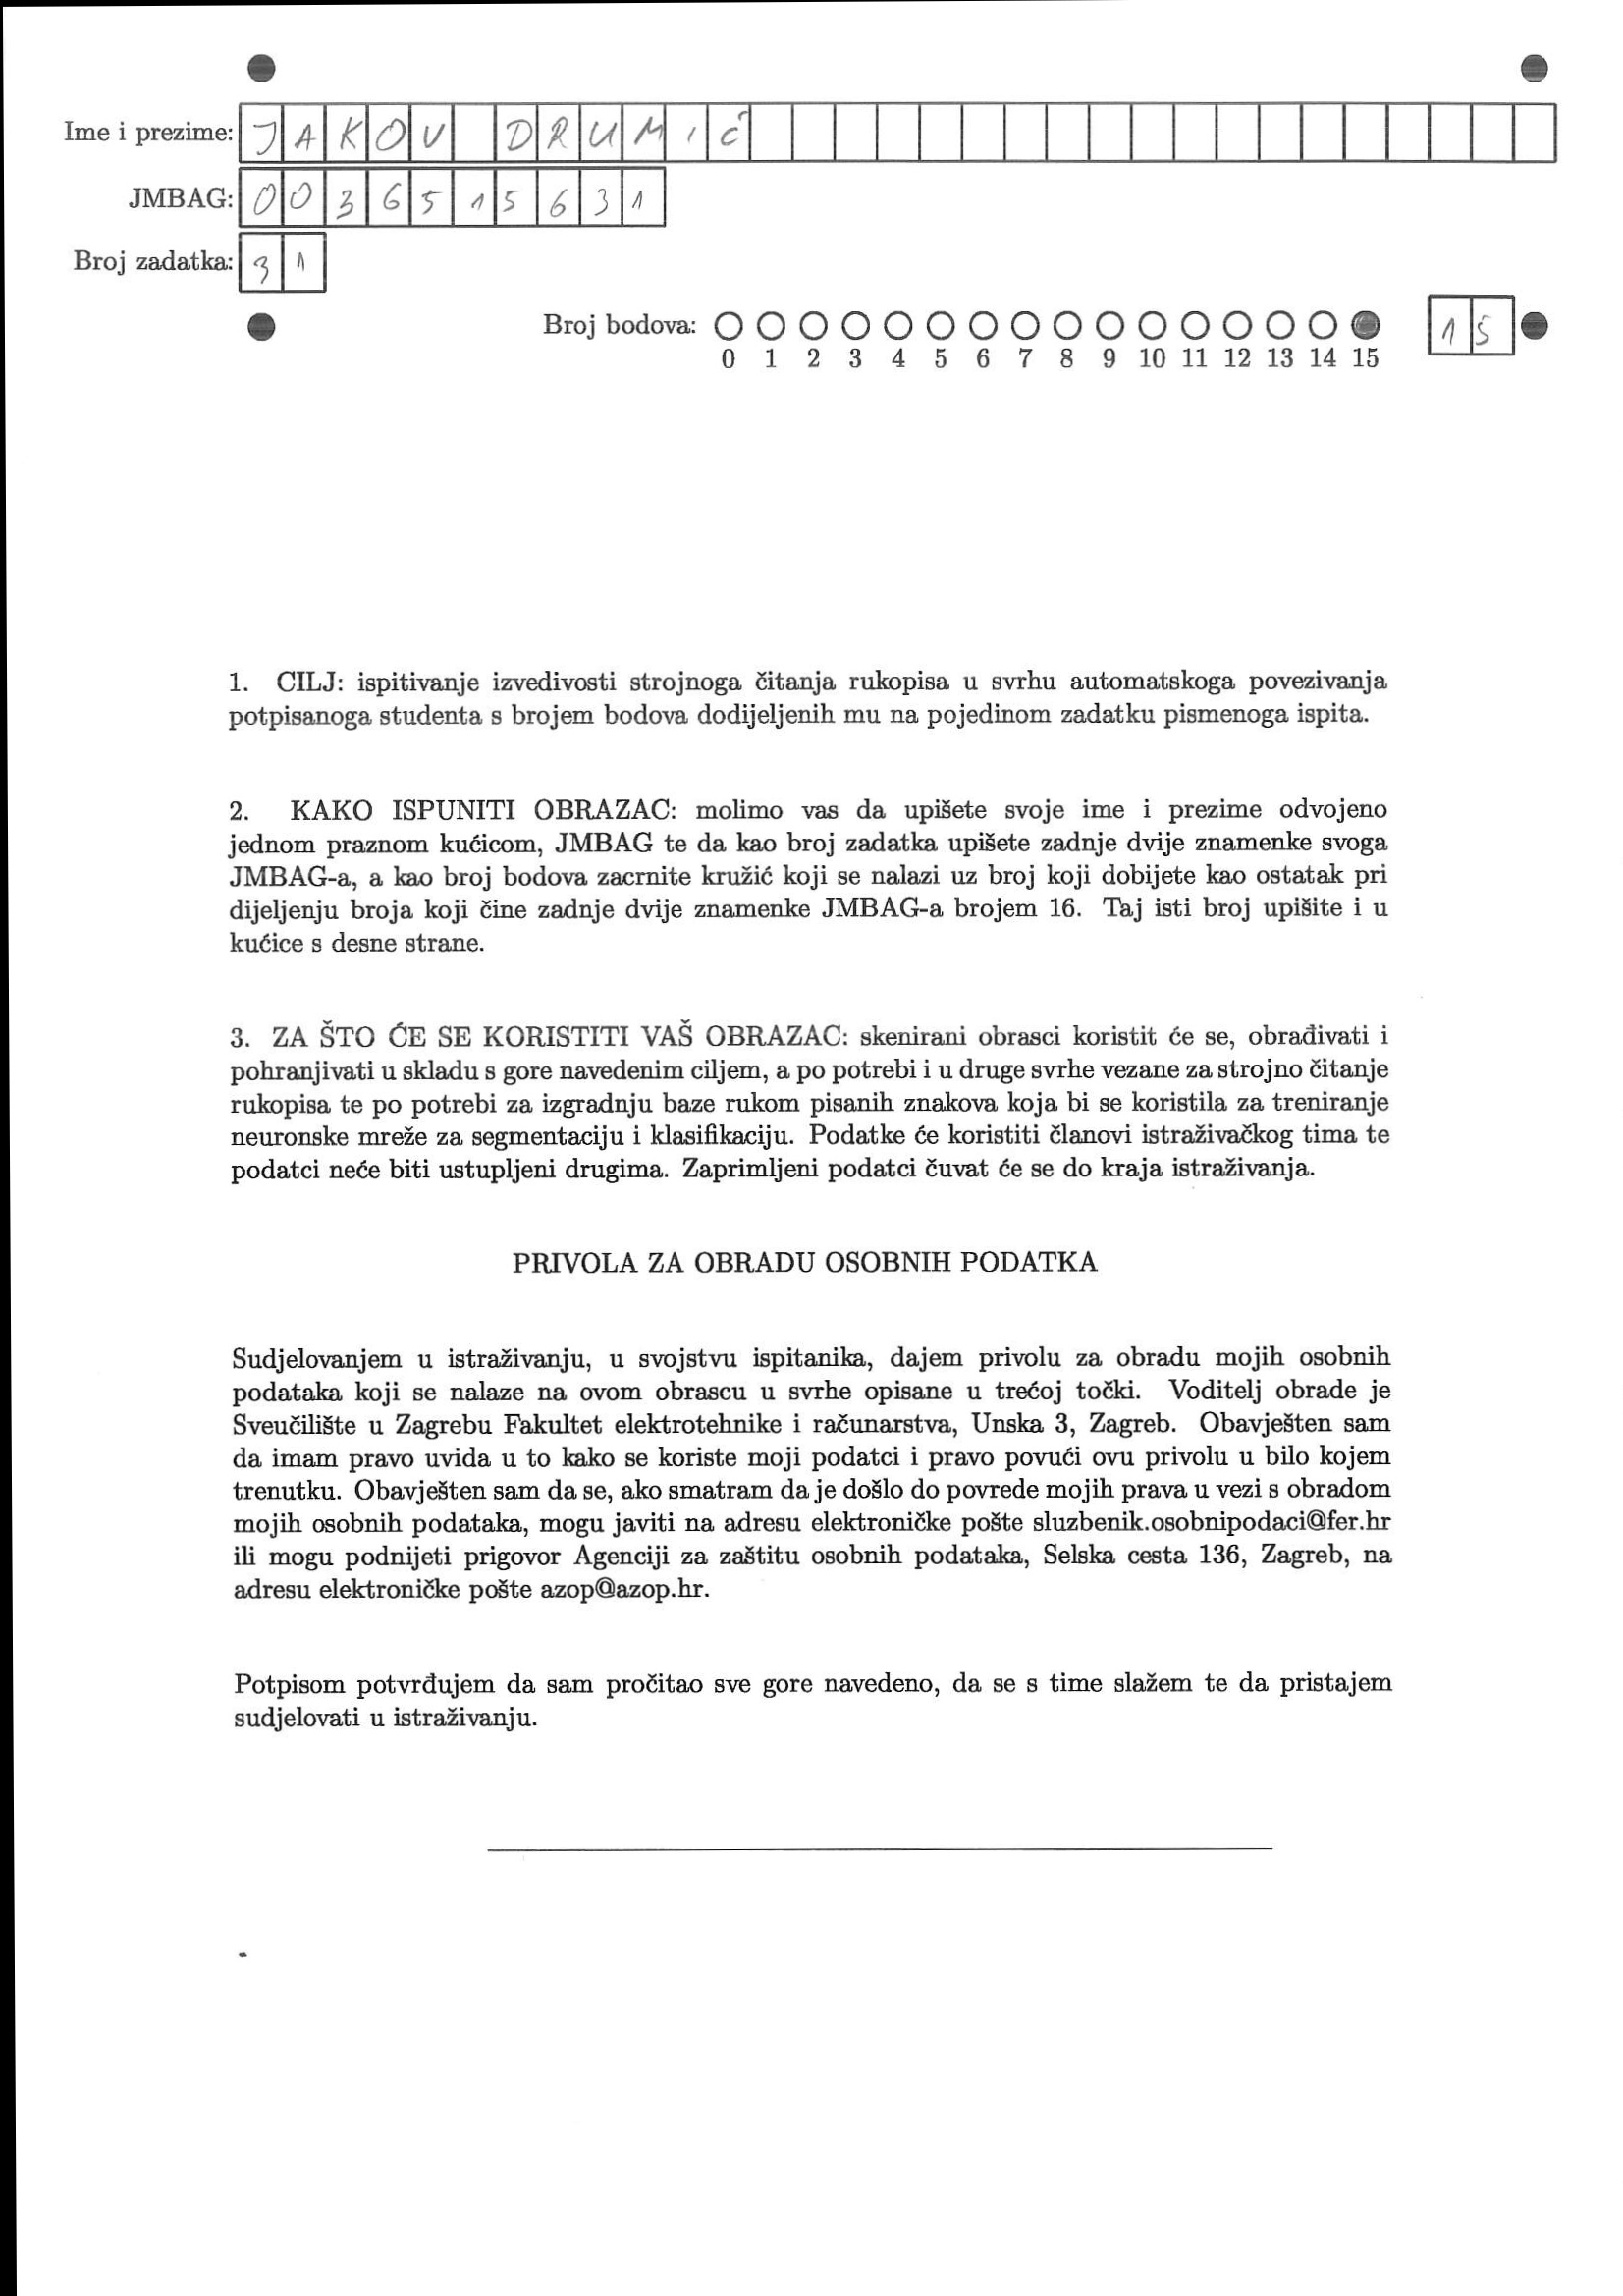 Ime i prezime: JAKOV DRUMIĆ
JMBAG: 0036515631
Broj zadatka: 31
Broj bodova:
15
0 1 2 3 4 5 6 7 8 9 10 11 12 13 14 15
1. CILJ: ispitivanje izvedivosti strojnoga čitanja rukopisa u svrhu automatskoga povezivanja
potpisanoga studenta s brojem bodova dodijeljenih mu na pojedinom zadatku pismenoga ispita.
2. KAKO ISPUNITI OBRAZAC: molimo vas da upišete svoje ime i prezime odvojeno
jednom praznom kućicom, JMBAG te da kao broj zadatka upišete zadnje dvije znamenke svoga
JMBAG-a, a kao broj bodova zacrnite kružić koji se nalazi uz broj koji dobijete kao ostatak pri
dijeljenju broja koji čine zadnje dvije znamenke JMBAG-a brojem 16. Taj isti broj upišite i u
kućice s desne strane.
3. ZA ŠTO ĆE SE KORISTITI VAŠ OBRAZAC: skenirani obrasci koristit će se, obrađivati i
pohranjivati u skladu s gore navedenim ciljem, a po potrebi i u druge svrhe vezane za strojno čitanje
rukopisa te po potrebi za izgradnju baze rukom pisanih znakova koja bi se koristila za treniranje
neuronske mreže za segmentaciju i klasifikaciju. Podatke će koristiti članovi istraživačkog tima te
podatci neće biti ustupljeni drugima. Zaprimljeni podatci čuvat će se do kraja istraživanja.
PRIVOLA ZA OBRADU OSOBNIH PODATKA
Sudjelovanjem u istraživanju, u svojstvu ispitanika, dajem privolu za obradu mojih osobnih
podataka koji se nalaze na ovom obrascu u svrhe opisane u trećoj točki. Voditelj obrade je
Sveučilište u Zagrebu Fakultet elektrotehnike i računarstva, Unska 3, Zagreb. Obavješten sam
da imam pravo uvida u to kako se koriste moji podatci i pravo povući ovu privolu u bilo kojem
trenutku. Obavješten sam da se, ako smatram da je došlo do povrede mojih prava u vezi s obradom
mojih osobnih podataka, mogu javiti na adresu elektroničke pošte sluzbenik.osobnipodaci@fer.hr
ili mogu podnijeti prigovor Agenciji za zaštitu osobnih podataka, Selska cesta 136, Zagreb, na
adresu elektroničke pošte azop@azop.hr.
Potpisom potvrđujem da sam pročitao sve gore navedeno, da se s time slažem te da pristajem
sudjelovati u istraživanju.